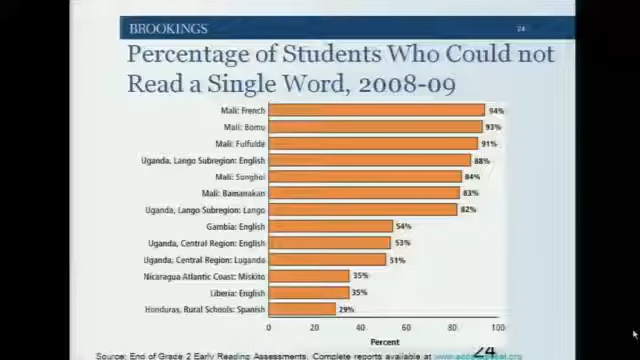 BROOKINGS
24
Percentage of Students Who Could not
Read a Single Word, 2008-09
Mali: French 94%
Mali: Bomu 93%
Mali: Fulfulde 91%
Uganda, Lango Subregion: English 88%
Mali: Songhoi 84%
Mali: Bamanakan 83%
Uganda, Lango Subregion: Lango 82%
Gambia: English 54%
Uganda, Central Region: English 53%
Uganda, Central Region: Luganda 51%
Nicaragua Atlantic Coast: Miskito 35%
Liberia: English 35%
Honduras, Rural Schools: Spanish 29%
0 20 40 60 80 100
Percent
24
Source: End of Grade 2 Early Reading Assessments. Complete reports available at